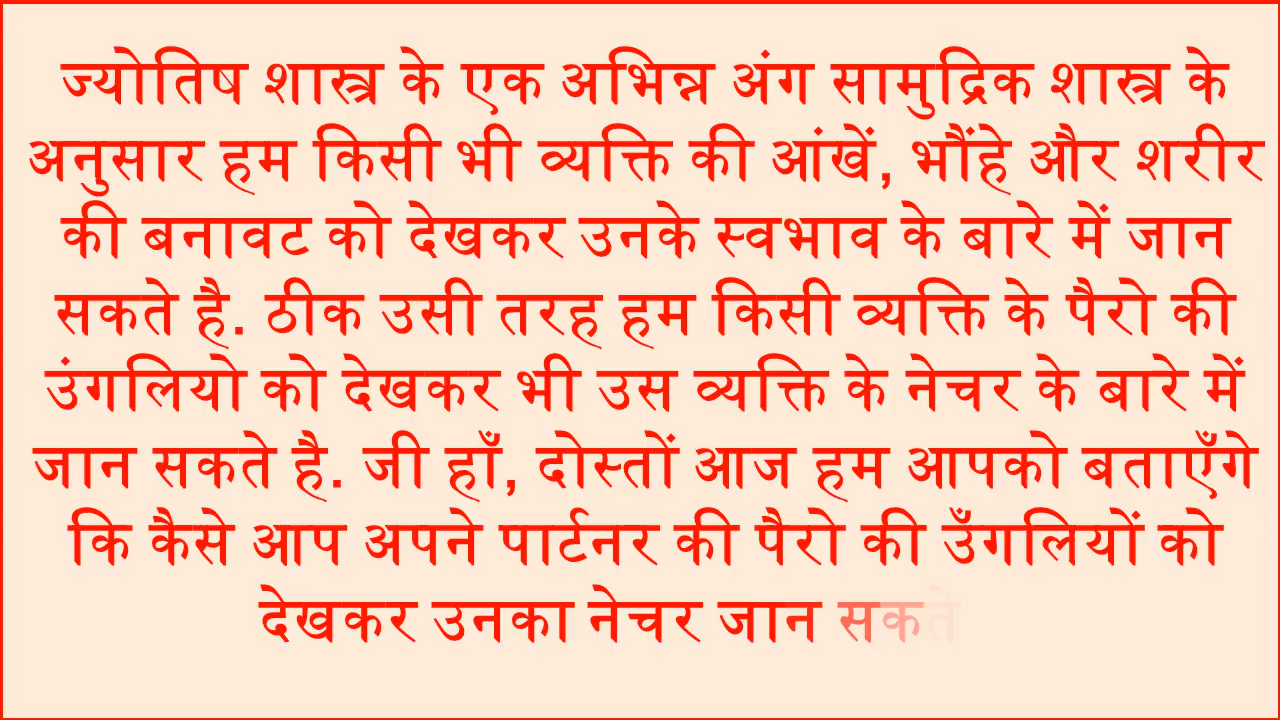 ज्योतिष शास्त्र के एक अभिन्न अंग सामुद्रिक शास्त्र के
अनुसार हम किसी भी व्यक्ति की आंखें, भौंहे और शरीर
की बनावट को देखकर उनके स्वभाव के बारे में जान
सकते है. ठीक उसी तरह हम किसी व्यक्ति के पैरो की
उंगलियो को देखकर भी उस व्यक्ति के नेचर के बारे में
जान सकते है. जी हाँ, दोस्तों आज हम आपको बताएँगे
कि कैसे आप अपने पार्टनर की पैरो की उँगलियों को
देखकर उनका नेचर जान सकते